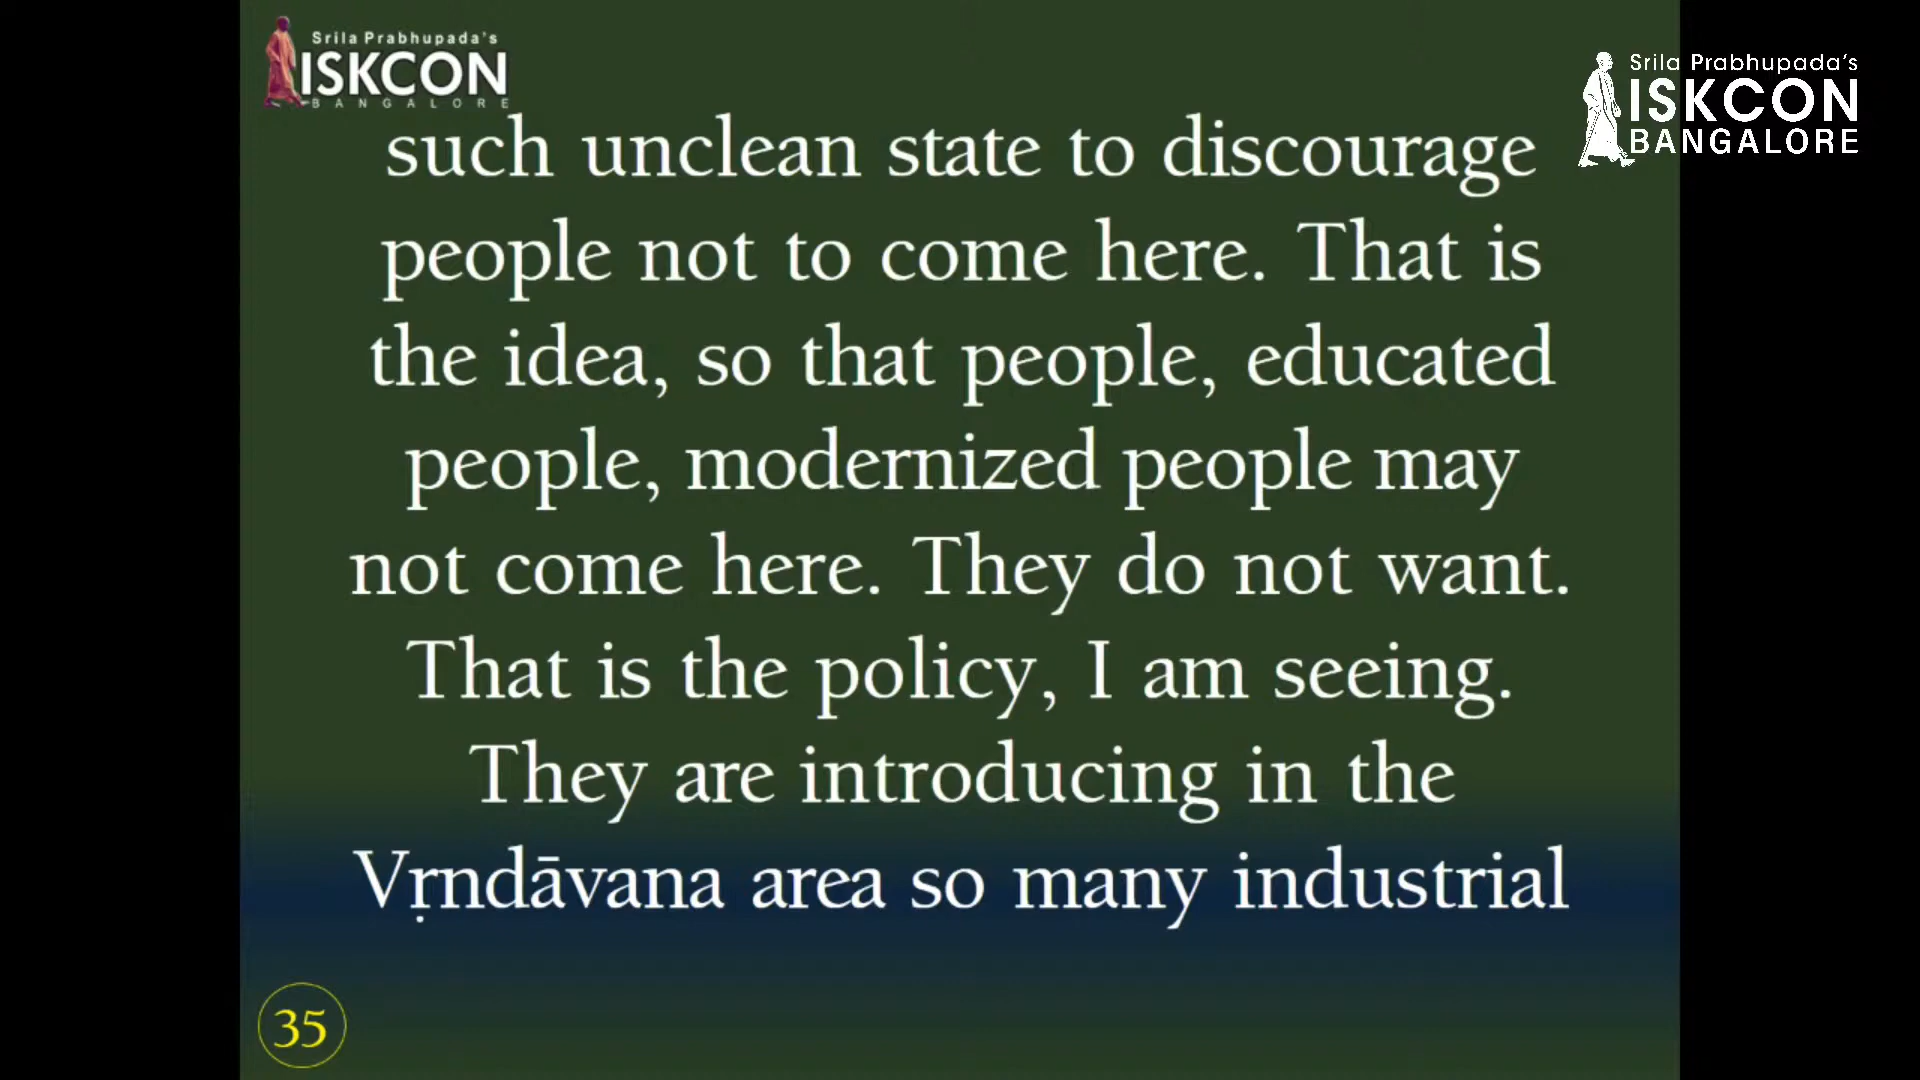 Srila Prabhupada's
ISKCON
BANGALORE
Srila Prabhupada's
ISKCON
BANGALORE
such unclean state to discourage
people not to come here. That is
the idea, so that people, educated
people, modernized people may
not come here. They do not want.
That is the policy, I am seeing.
They are introducing in the
Vṛndāvana area so many industrial
35